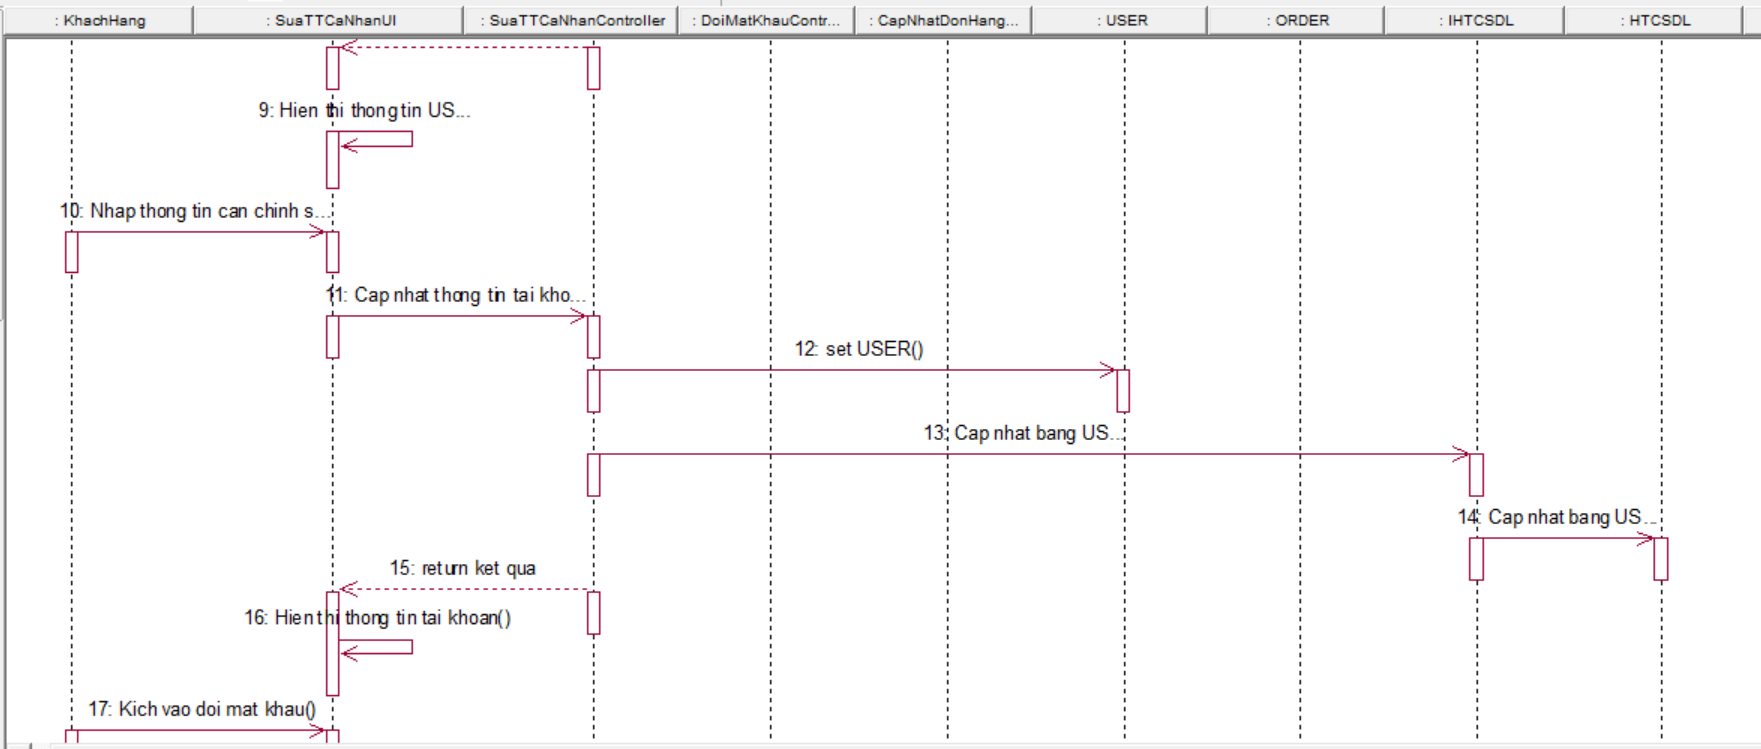 : KhachHang
: SuaTTCaNhanUI
: SuaTTCaNhanController
: DoiMatKhauContr...
: CapNhatDonHang...
: USER
: ORDER
: IHTCSDL
: HTCSDL
9: Hien thi thong tin US...
10: Nhap thong tin can chinh s...
11: Cap nhat thong tin tai kho...
12: set USER()
13: Cap nhat bang US...
14: Cap nhat bang US...
15: return ket qua
16: Hien thi thong tin tai khoan()
17: Kich vao doi mat khau()